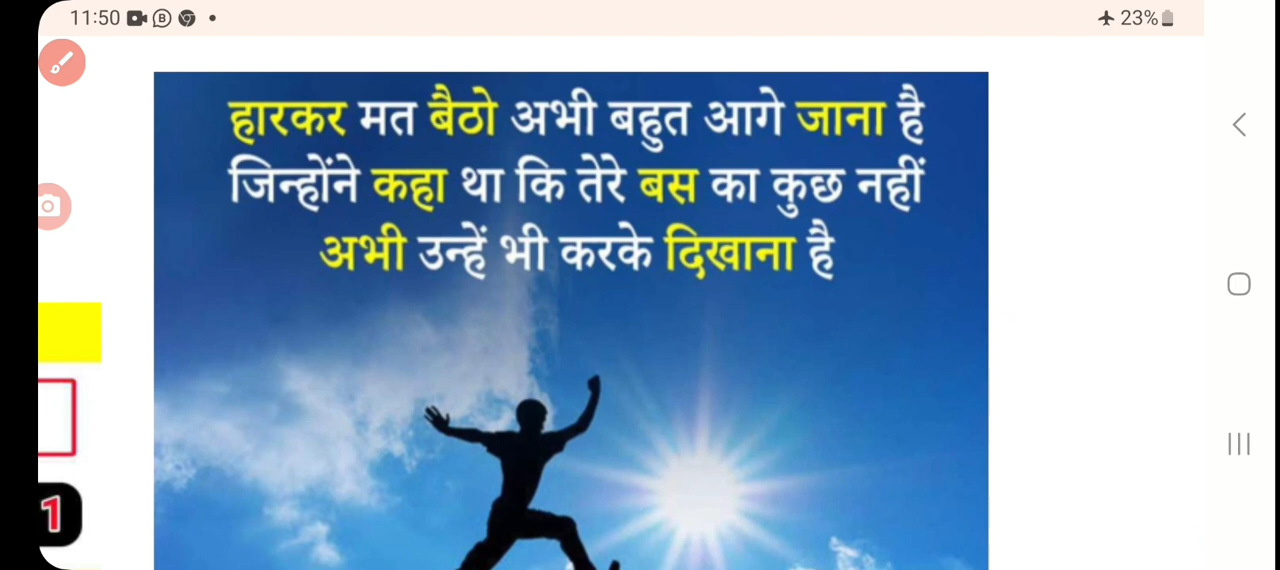 11:50
23%
हारकर मत बैठो अभी बहुत आगे जाना है
जिन्होंने कहा था कि तेरे बस का कुछ नहीं
अभी उन्हें भी करके दिखाना है
1